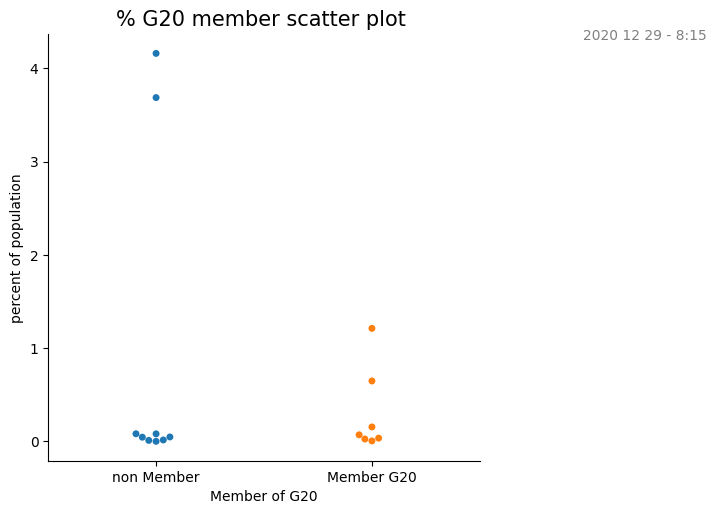 % G20 member scatter plot
2020 12 29 - 8:15
4
3
2
1
0
percent of population
non Member
Member G20
Member of G20